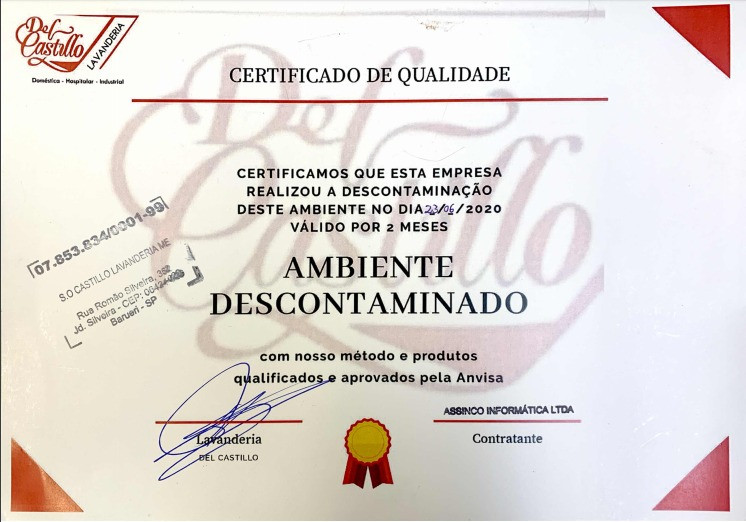 Del
Castillo
LAVANDERIA
Doméstica - Hospitalar - Industrial
CERTIFICADO DE QUALIDADE
CERTIFICAMOS QUE ESTA EMPRESA
REALIZOU A DESCONTAMINAÇÃO
DESTE AMBIENTE NO DIA 23/06/2020
VÁLIDO POR 2 MESES
07.853.834/0001-99
S.O CASTILLO LAVANDERIA ME
Rua Romão Silveira, 352
Jd. Silveira - CEP:
Barueri - SP
AMBIENTE
DESCONTAMINADO
com nosso método e produtos
qualificados e aprovados pela Anvisa
Lavanderia
DEL CASTILLO
ASSINCO INFORMÁTICA LTDA
Contratante
Del
Castillo